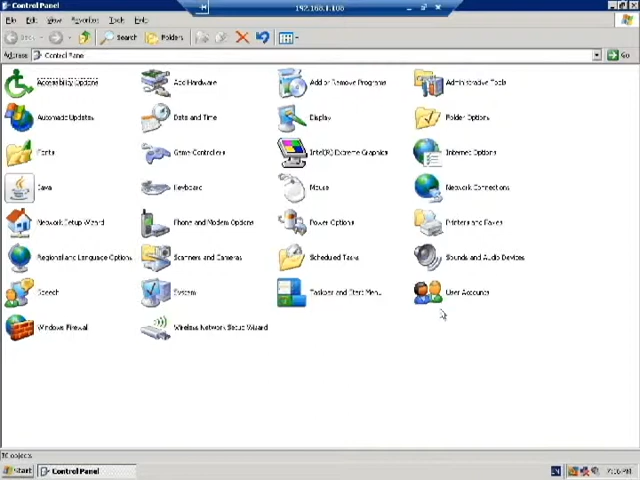 Control Panel
192.168.1.106
File Edit View Favorites Tools Help
Back Search Folders
Address Control Panel Go
Accessibility Options Add Hardware Add or Remove Programs Administrative Tools
Automatic Updates Date and Time Display Folder Options
Fonts Game Controllers Intel(R) Extreme Graphics Internet Options
Java Keyboard Mouse Network Connections
Network Setup Wizard Phone and Modem Options Power Options Printers and Faxes
Regional and Language Options Scanners and Cameras Scheduled Tasks Sounds and Audio Devices
Speech System Taskbar and Start Menu User Accounts
Windows Firewall Wireless Network Setup Wizard
objects
Start Control Panel EN